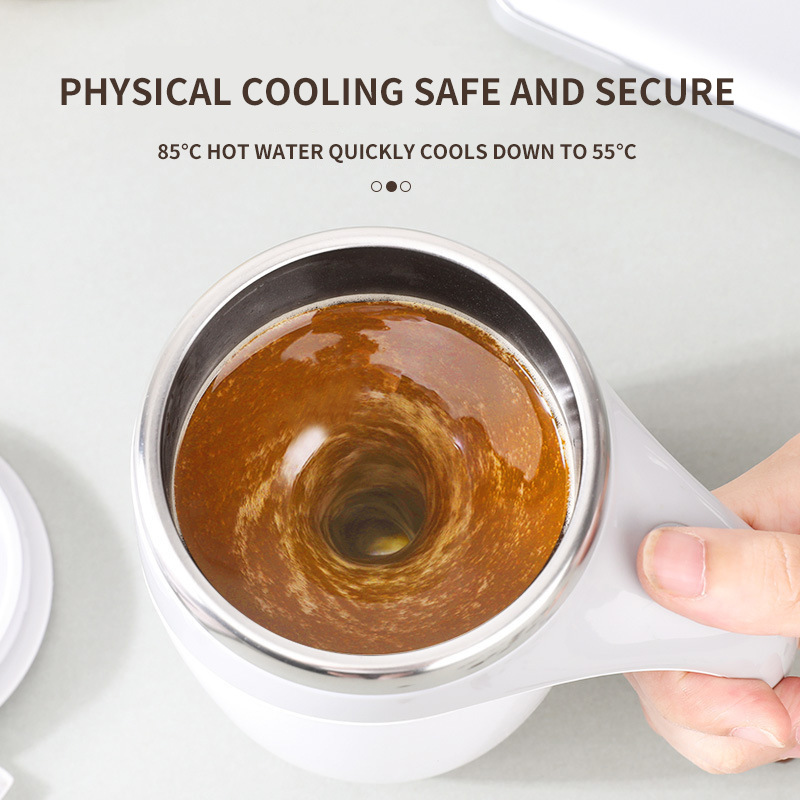 PHYSICAL COOLING SAFE AND SECURE
85°C HOT WATER QUICKLY COOLS DOWN TO 55°C